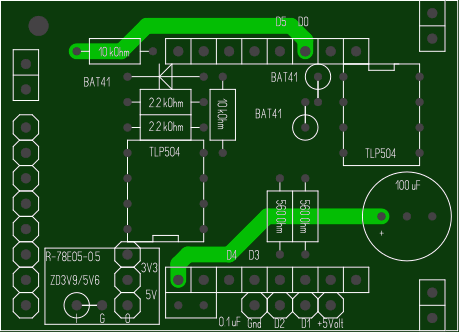 D5 D0
10 kOhm
BAT41
BAT41
2.2 kOhm
10 kOhm
BAT41
2.2 kOhm
TLP504
TLP504
100 uF
+
560 Ohm
560 Ohm
D4 D3
R-78E05-0.5
3V3
ZD3V9/5V6
5V
G 0
0.1uF Gnd D2 D1 +5Volt